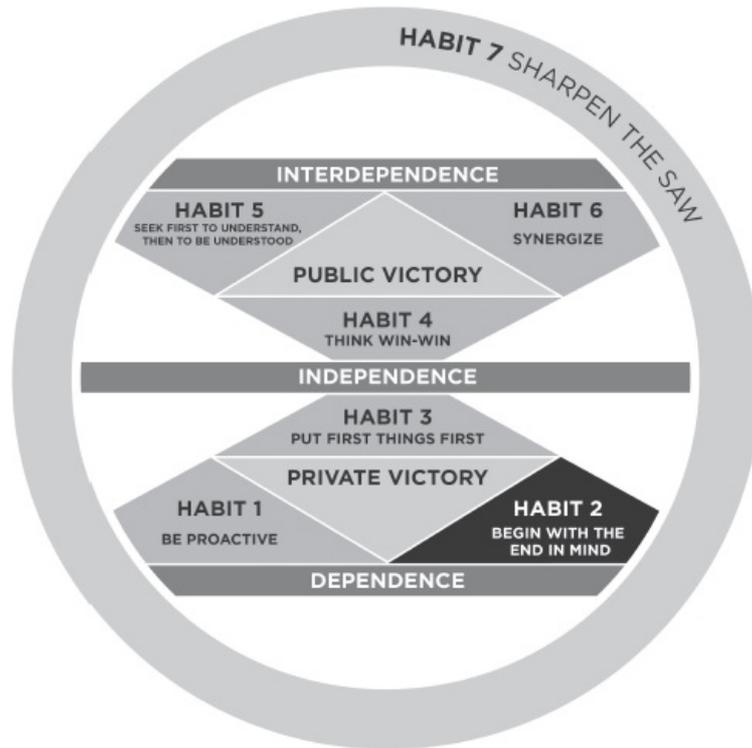 HABIT 7 SHARPEN THE SAW
INTERDEPENDENCE
HABIT 5
SEEK FIRST TO UNDERSTAND,
THEN TO BE UNDERSTOOD
HABIT 6
SYNERGIZE
PUBLIC VICTORY
HABIT 4
THINK WIN-WIN
INDEPENDENCE
HABIT 3
PUT FIRST THINGS FIRST
PRIVATE VICTORY
HABIT 1
BE PROACTIVE
HABIT 2
BEGIN WITH THE
END IN MIND
DEPENDENCE